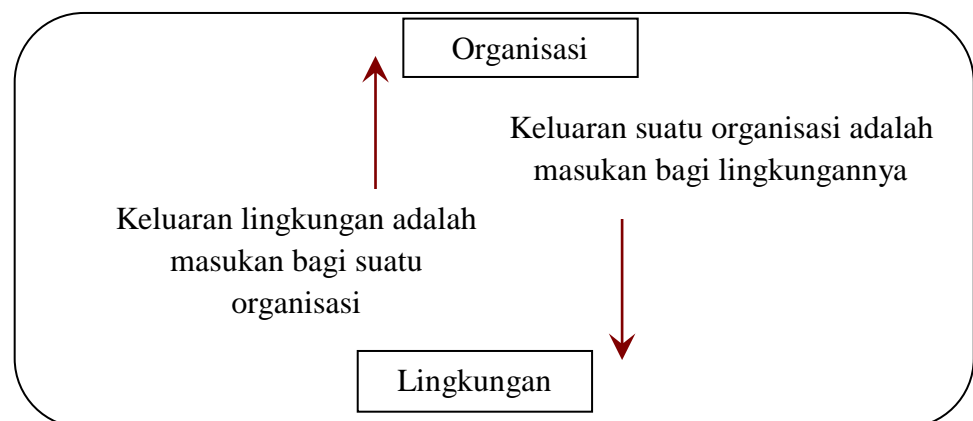 Organisasi
Keluaran suatu organisasi adalah
masukan bagi lingkungannya
Keluaran lingkungan adalah
masukan bagi suatu
organisasi
Lingkungan